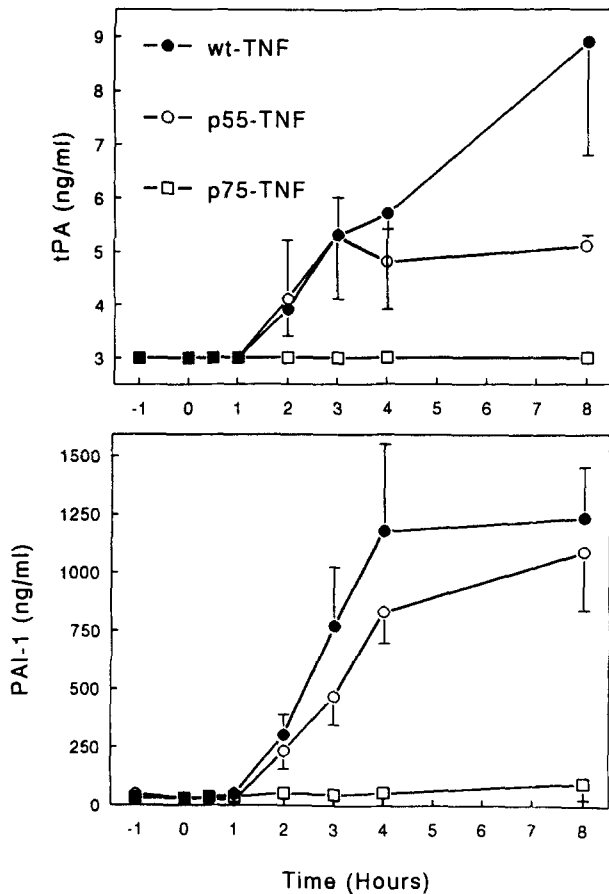 9
8
7
6
5
4
3
tPA (ng/ml)
wt-TNF
p55-TNF
p75-TNF
-1 0 1 2 3 4 5 6 7 8
1500
1250
1000
750
500
250
0
PAI-1 (ng/ml)
-1 0 1 2 3 4 5 6 7 8
Time (Hours)